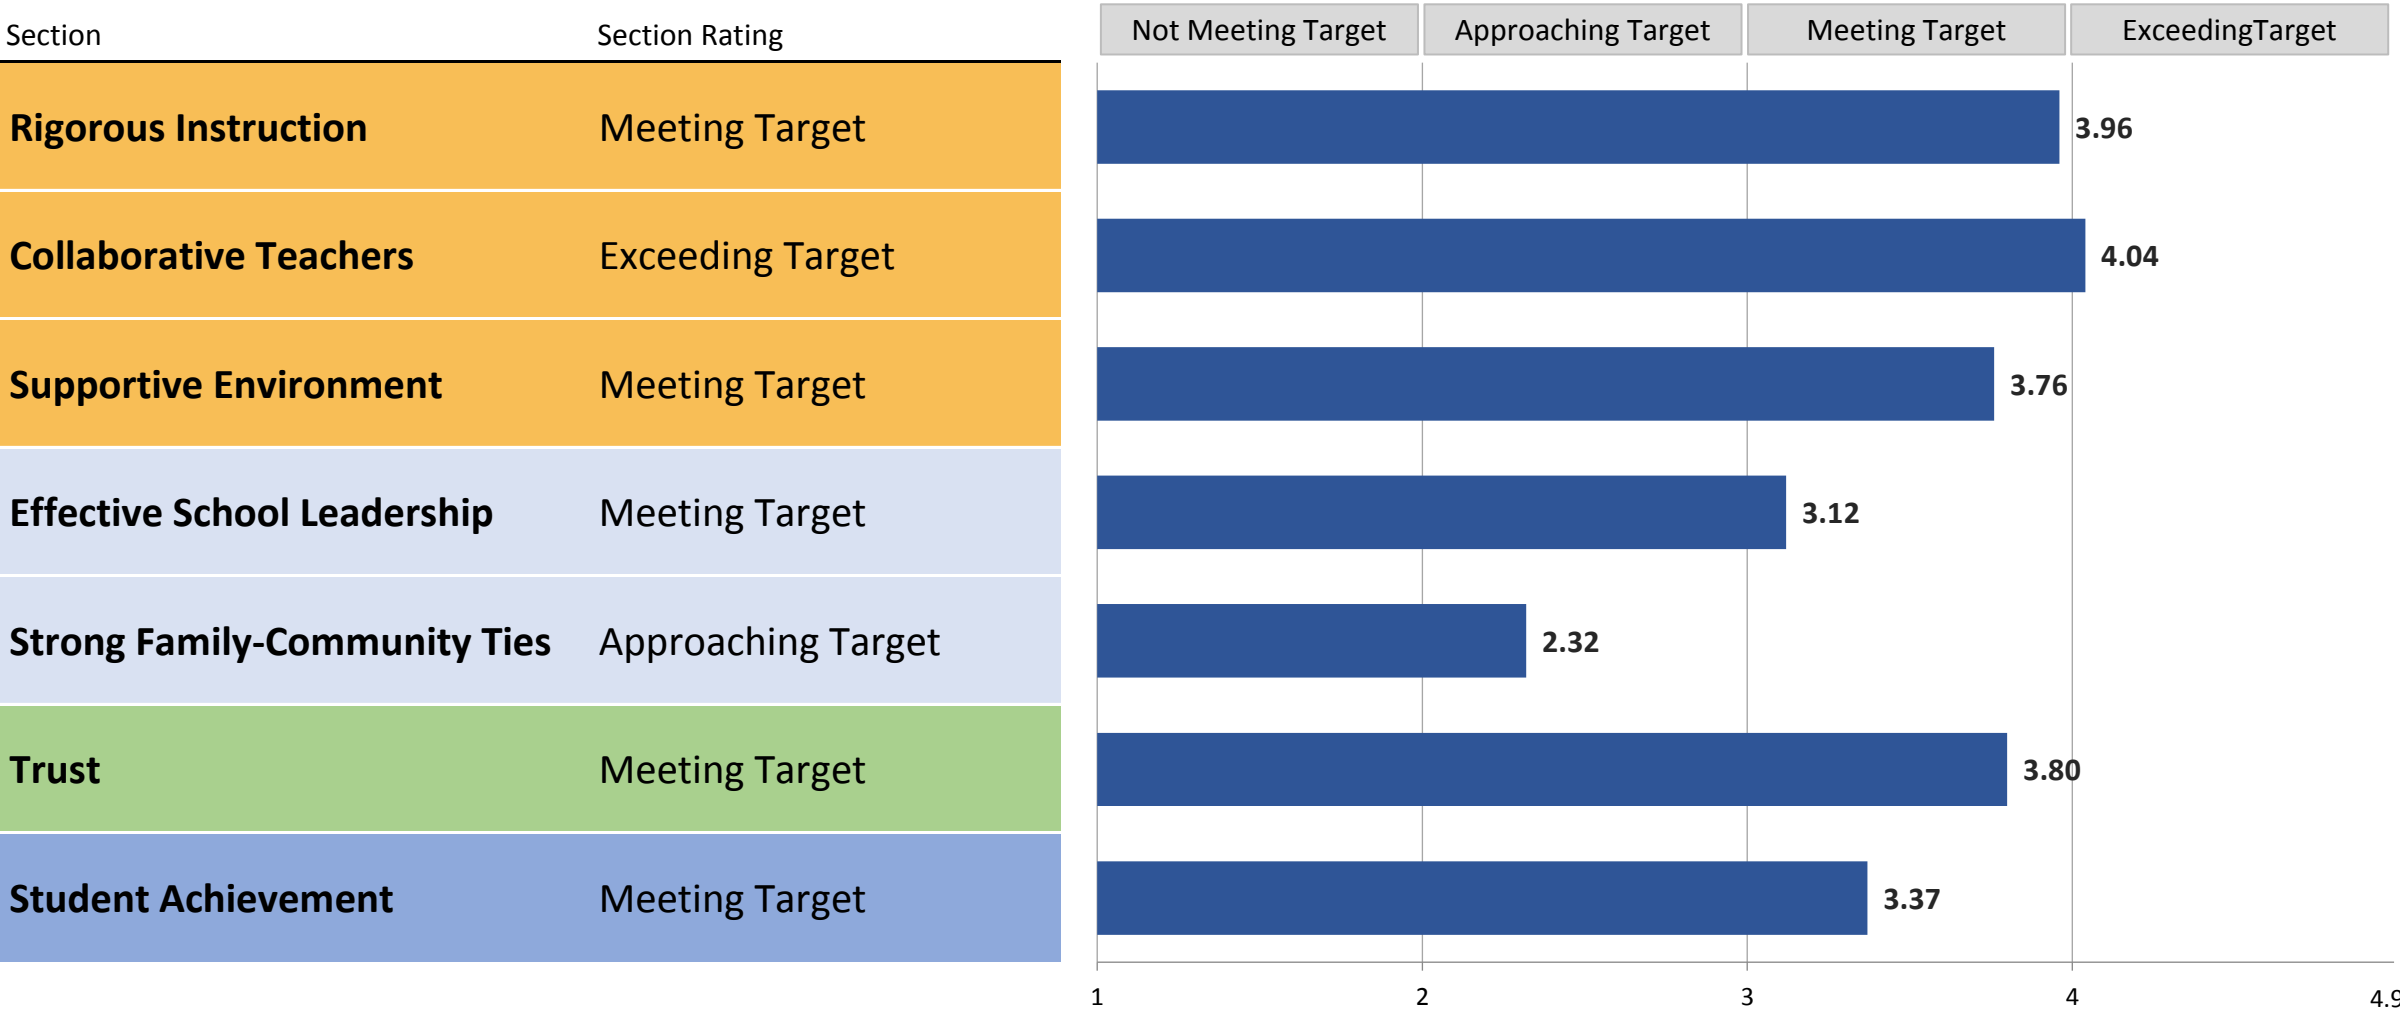 Section Section Rating Not Meeting Target Approaching Target Meeting Target ExceedingTarget
Rigorous Instruction Meeting Target 3.96
Collaborative Teachers Exceeding Target 4.04
Supportive Environment Meeting Target 3.76
Effective School Leadership Meeting Target 3.12
Strong Family-Community Ties Approaching Target 2.32
Trust Meeting Target 3.80
Student Achievement Meeting Target 3.37
1 2 3 4 4.9